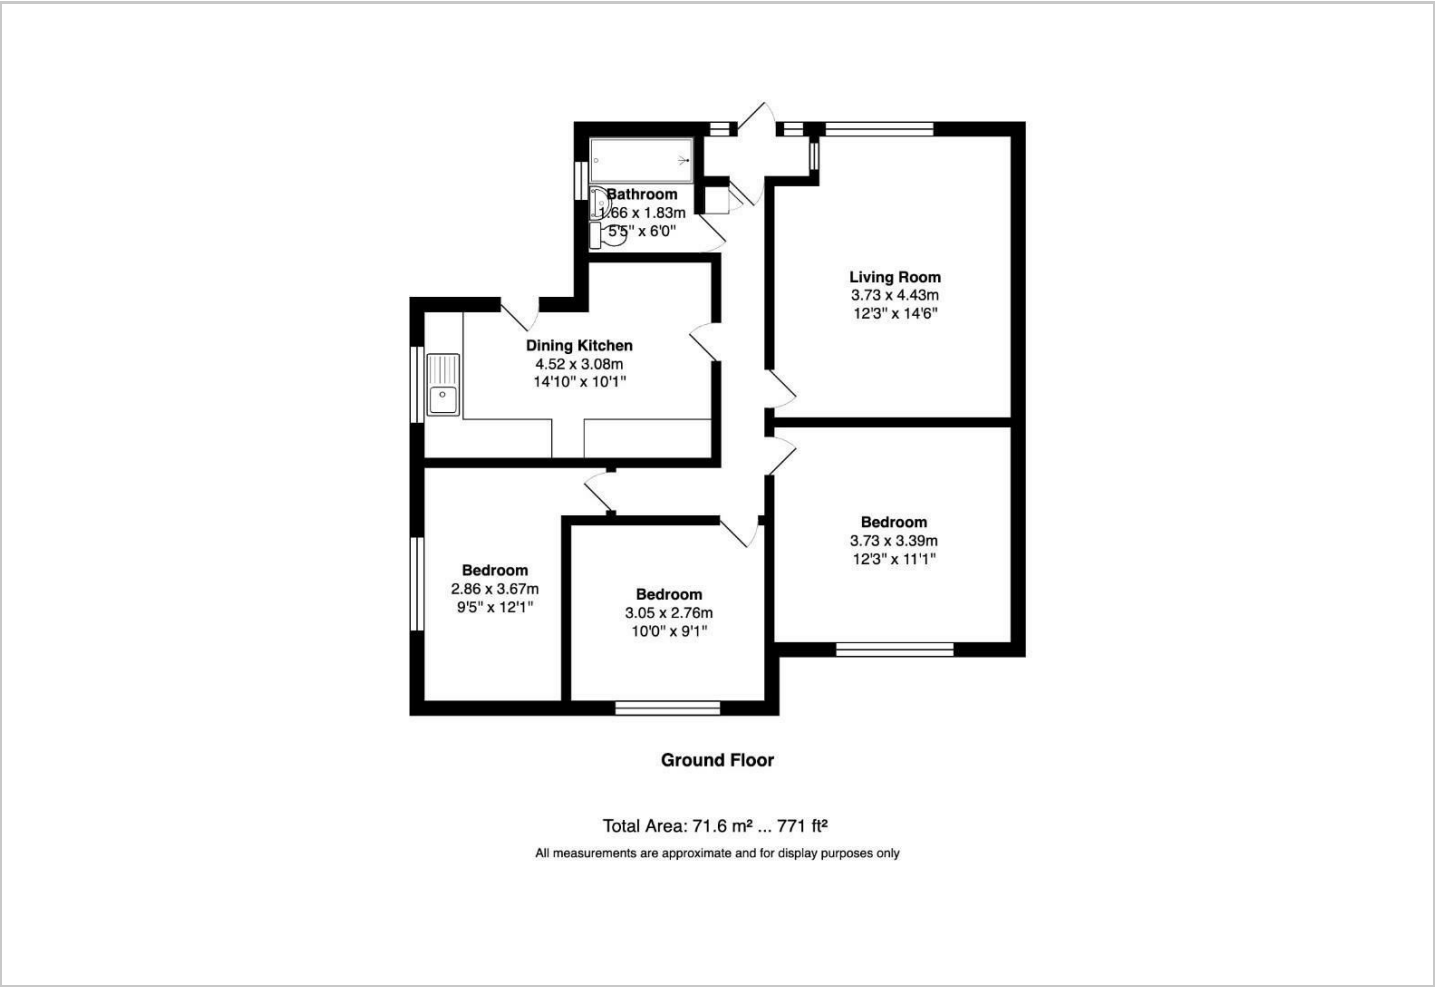 Bathroom
1.66 x 1.83m
5'5" x 6'0"
Living Room
3.73 x 4.43m
12'3" x 14'6"
Dining Kitchen
4.52 x 3.08m
14'10" x 10'1"
Bedroom
3.73 x 3.39m
12'3" x 11'1"
Bedroom
2.86 x 3.67m
9'5" x 12'1"
Bedroom
3.05 x 2.76m
10'0" x 9'1"
Ground Floor
Total Area: 71.6 m² ... 771 ft²
All measurements are approximate and for display purposes only